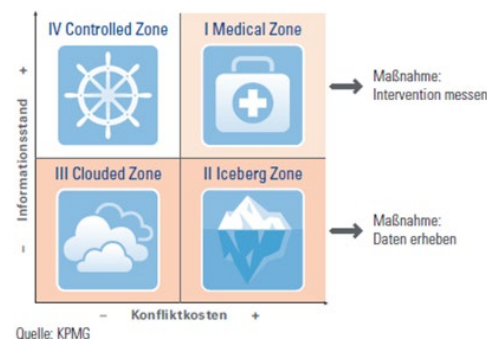 IV Controlled Zone
I Medical Zone
+
Maßnahme:
Intervention messen
Informationsstand
III Clouded Zone
II Iceberg Zone
Maßnahme:
Daten erheben
–
– Konfliktkosten +
Quelle: KPMG